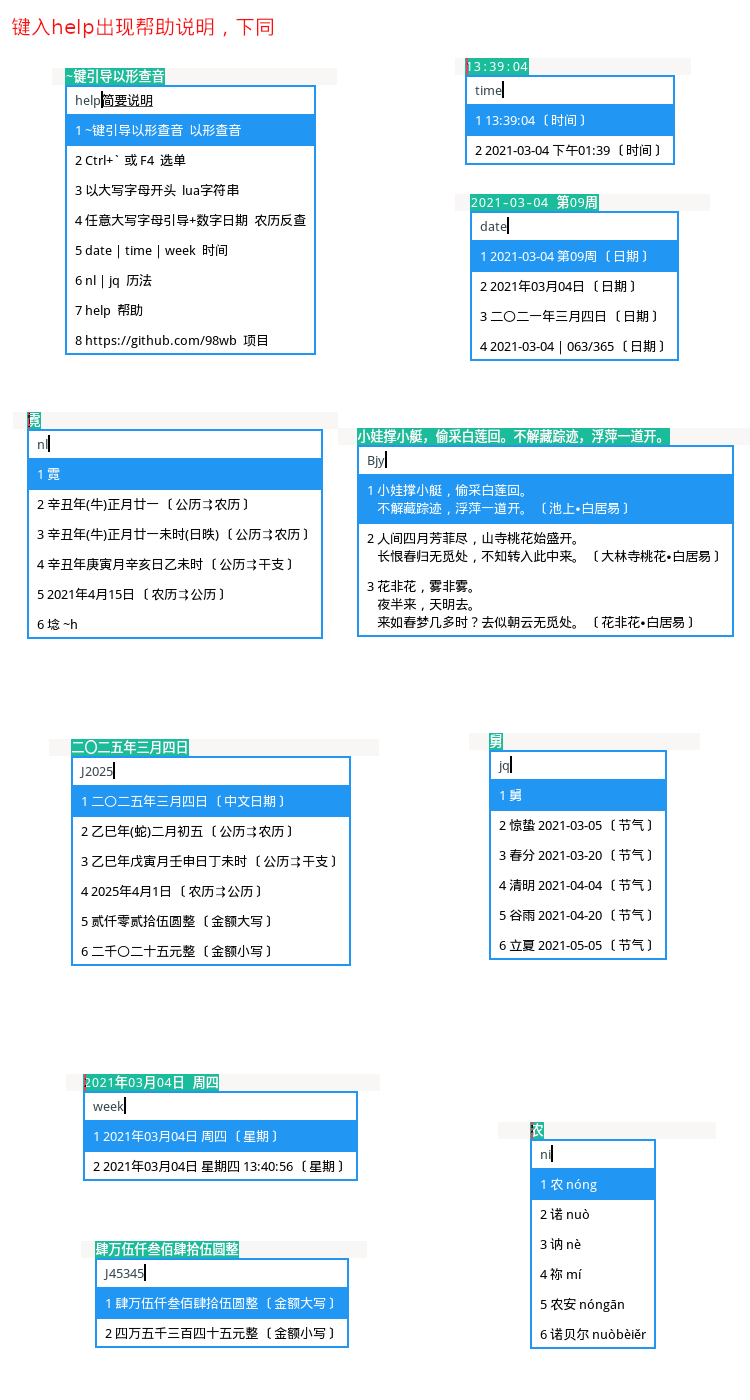 键入help出现帮助说明，下同
~键引导以形查音
help简要说明
1 ~键引导以形查音 以形查音
2 Ctrl+` 或 F4 选单
3 以大写字母开头 lua字符串
4 任意大写字母引导+数字日期 农历反查
5 date | time | week 时间
6 nl | jq 历法
7 help 帮助
8 https://github.com/98wb 项目
13:39:04
time
1 13:39:04 〔时间〕
2 2021-03-04 下午01:39 〔时间〕
2021-03-04 第09周
date
1 2021-03-04 第09周 〔日期〕
2 2021年03月04日 〔日期〕
3 二〇二一年三月四日 〔日期〕
4 2021-03-04 | 063/365 〔日期〕
霓
nl
1 霓
2 辛丑年(牛)正月廿一 〔公历⇉农历〕
3 辛丑年(牛)正月廿一未时(日昳) 〔公历⇉农历〕
4 辛丑年庚寅月辛亥日乙未时 〔公历⇉干支〕
5 2021年4月15日 〔农历⇉公历〕
6 埝 ~h
小娃撑小艇，偷采白莲回。不解藏踪迹，浮萍一道开。
Bjy
1 小娃撑小艇，偷采白莲回。
不解藏踪迹，浮萍一道开。 〔池上•白居易〕
2 人间四月芳菲尽，山寺桃花始盛开。
长恨春归无觅处，不知转入此中来。 〔大林寺桃花•白居易〕
3 花非花，雾非雾。
夜半来，天明去。
来如春梦几多时？去似朝云无觅处。 〔花非花•白居易〕
二〇二五年三月四日
J2025
1 二〇二五年三月四日 〔中文日期〕
2 乙巳年(蛇)二月初五 〔公历⇉农历〕
3 乙巳年戊寅月壬申日丁未时 〔公历⇉干支〕
4 2025年4月1日 〔农历⇉公历〕
5 贰仟零贰拾伍圆整 〔金额大写〕
6 二千〇二十五元整 〔金额小写〕
舅
jq
1 舅
2 惊蛰 2021-03-05 〔节气〕
3 春分 2021-03-20 〔节气〕
4 清明 2021-04-04 〔节气〕
5 谷雨 2021-04-20 〔节气〕
6 立夏 2021-05-05 〔节气〕
2021年03月04日 周四
week
1 2021年03月04日 周四 〔星期〕
2 2021年03月04日 星期四 13:40:56 〔星期〕
农
ni
1 农 nóng
2 诺 nuò
3 讷 nè
4 祢 mí
5 农安 nóngān
6 诺贝尔 nuòbèiěr
肆万伍仟叁佰肆拾伍圆整
J45345
1 肆万伍仟叁佰肆拾伍圆整 〔金额大写〕
2 四万五千三百四十五元整 〔金额小写〕